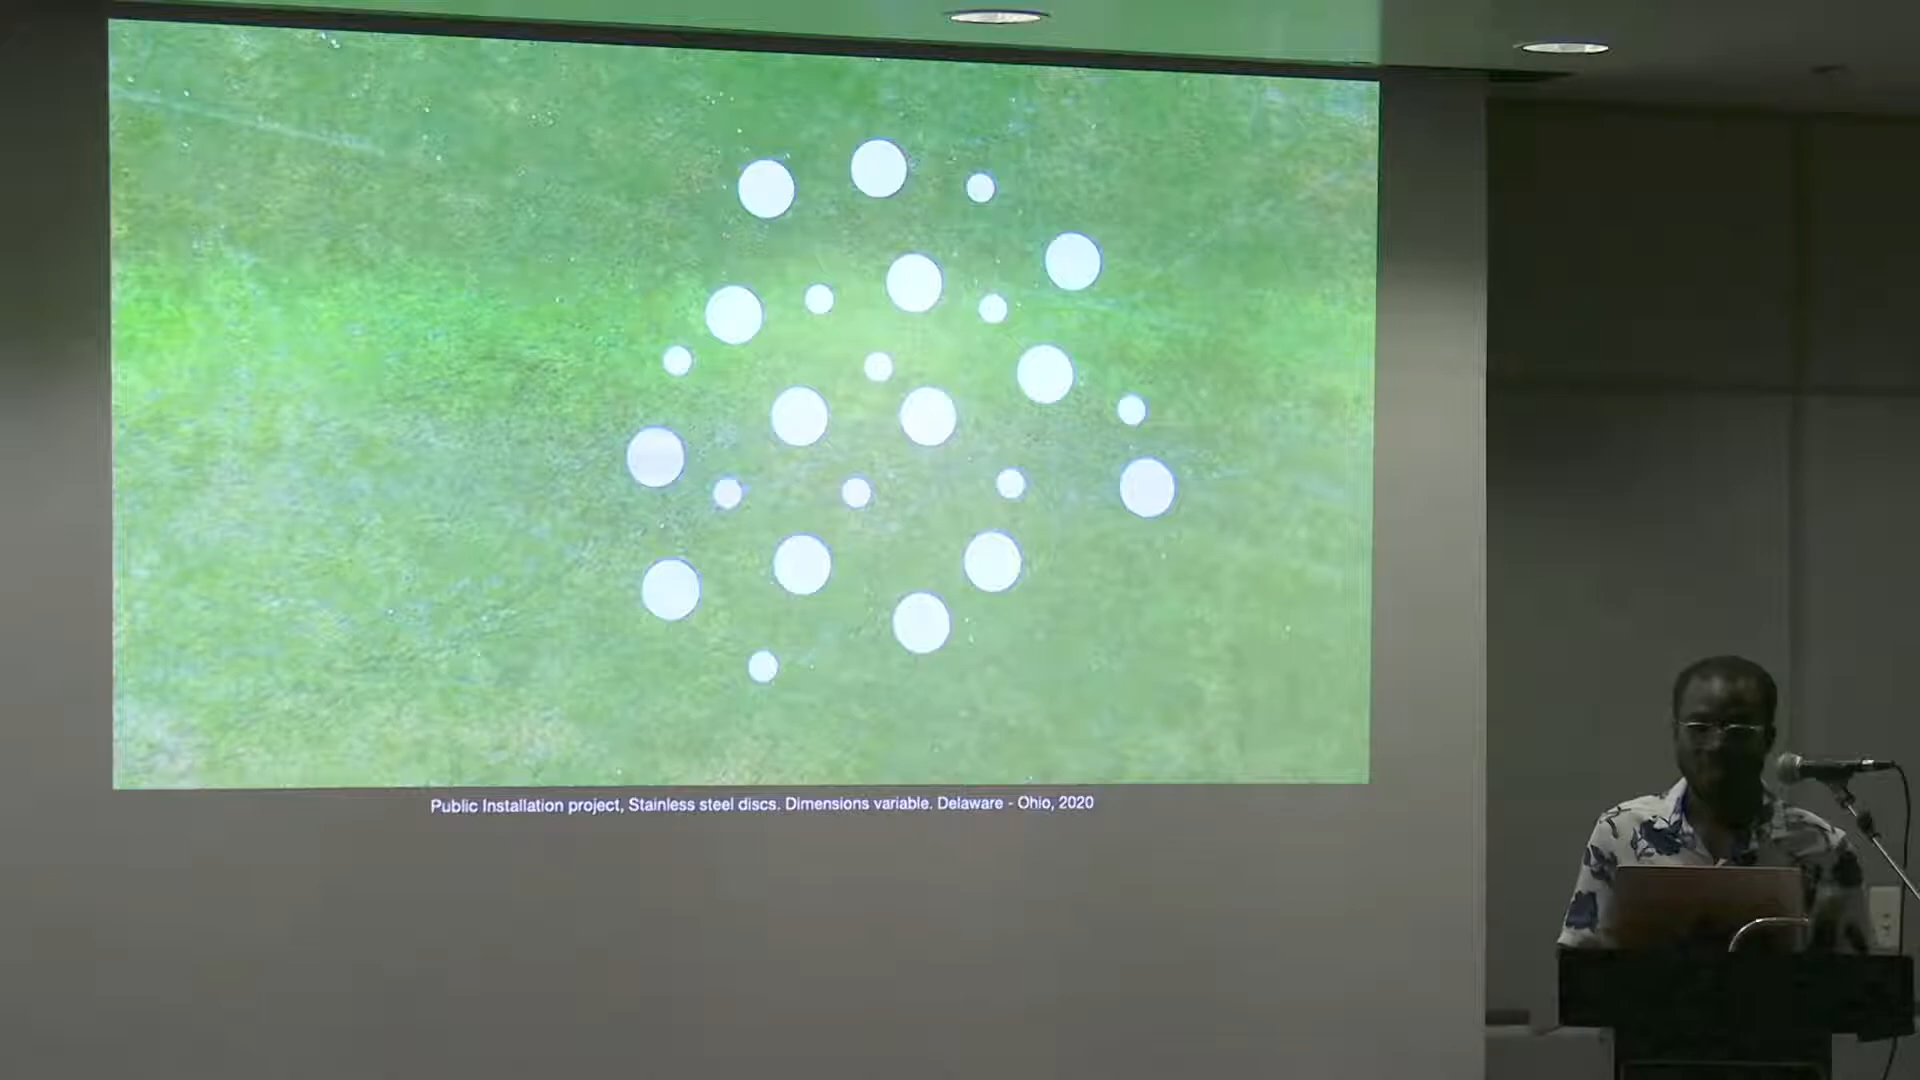 Public Installation project, Stainless steel discs. Dimensions variable. Delaware - Ohio, 2020